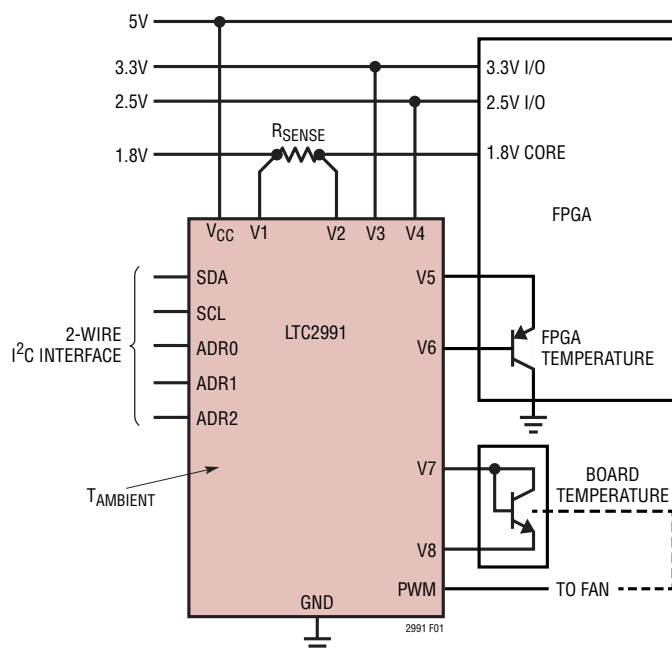 5V
3.3V
3.3V I/O
2.5V
2.5V I/O
RSENSE
1.8V
1.8V CORE
FPGA
VCC V1 V2 V3 V4
SDA
V5
SCL
2-WIRE
I2C INTERFACE
LTC2991
ADR0
V6
FPGA
TEMPERATURE
ADR1
ADR2
V7
BOARD
TEMPERATURE
TAMBIENT
V8
PWM
TO FAN
GND
2991 F01